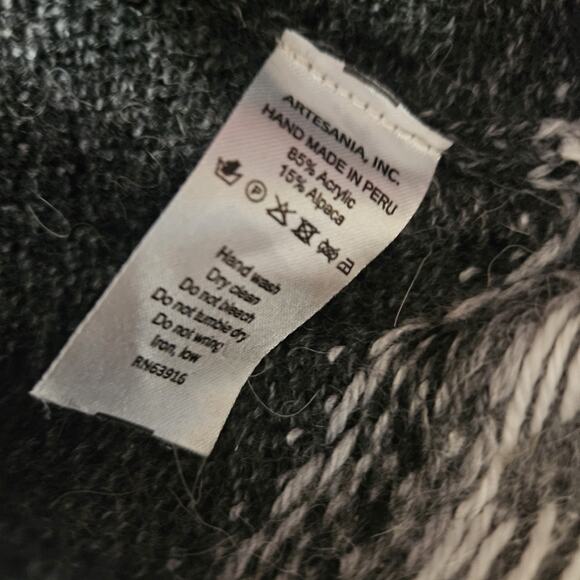 ARTESANIA, INC.
HAND MADE IN PERU
85% Acrylic
15% Alpaca
P
Hand wash
Dry clean
Do not bleach
Do not tumble dry
Do not wring
Iron, low
RN63916